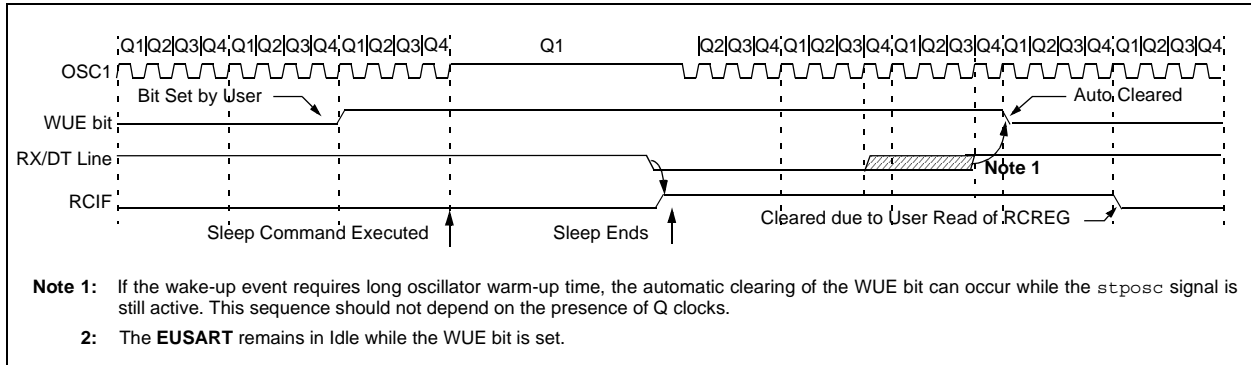 Q1|Q2|Q3|Q4|Q1|Q2|Q3|Q4|Q1|Q2|Q3|Q4 Q1 |Q2|Q3|Q4|Q1|Q2|Q3|Q4|Q1|Q2|Q3|Q4|Q1|Q2|Q3|Q4|Q1|Q2|Q3|Q4
OSC1
Bit Set by User
Auto Cleared
WUE bit
RX/DT Line
Note 1
RCIF
Cleared due to User Read of RCREG
Sleep Command Executed
Sleep Ends
Note 1: If the wake-up event requires long oscillator warm-up time, the automatic clearing of the WUE bit can occur while the stposc signal is
still active. This sequence should not depend on the presence of Q clocks.
2: The EUSART remains in Idle while the WUE bit is set.